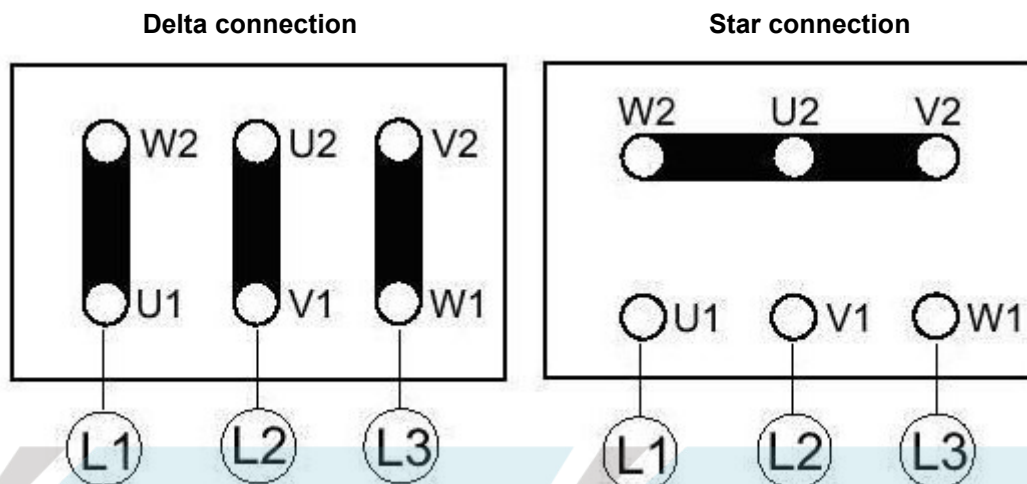 Delta connection
W2 U2 V2
U1 V1 W1
L1 L2 L3
Star connection
W2 U2 V2
U1 V1 W1
L1 L2 L3